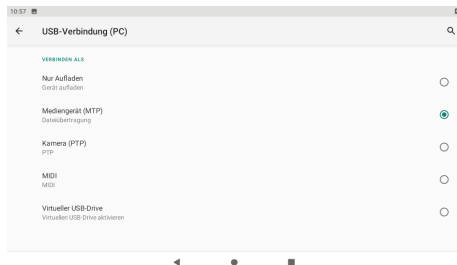 10:57
USB-Verbindung (PC)
VERBINDEN ALS
Nur Aufladen
Gerät aufladen
Mediengerät (MTP)
Dateiübertragung
Kamera (PTP)
PTP
MIDI
MIDI
Virtueller USB-Drive
Virtuellen USB-Drive aktivieren